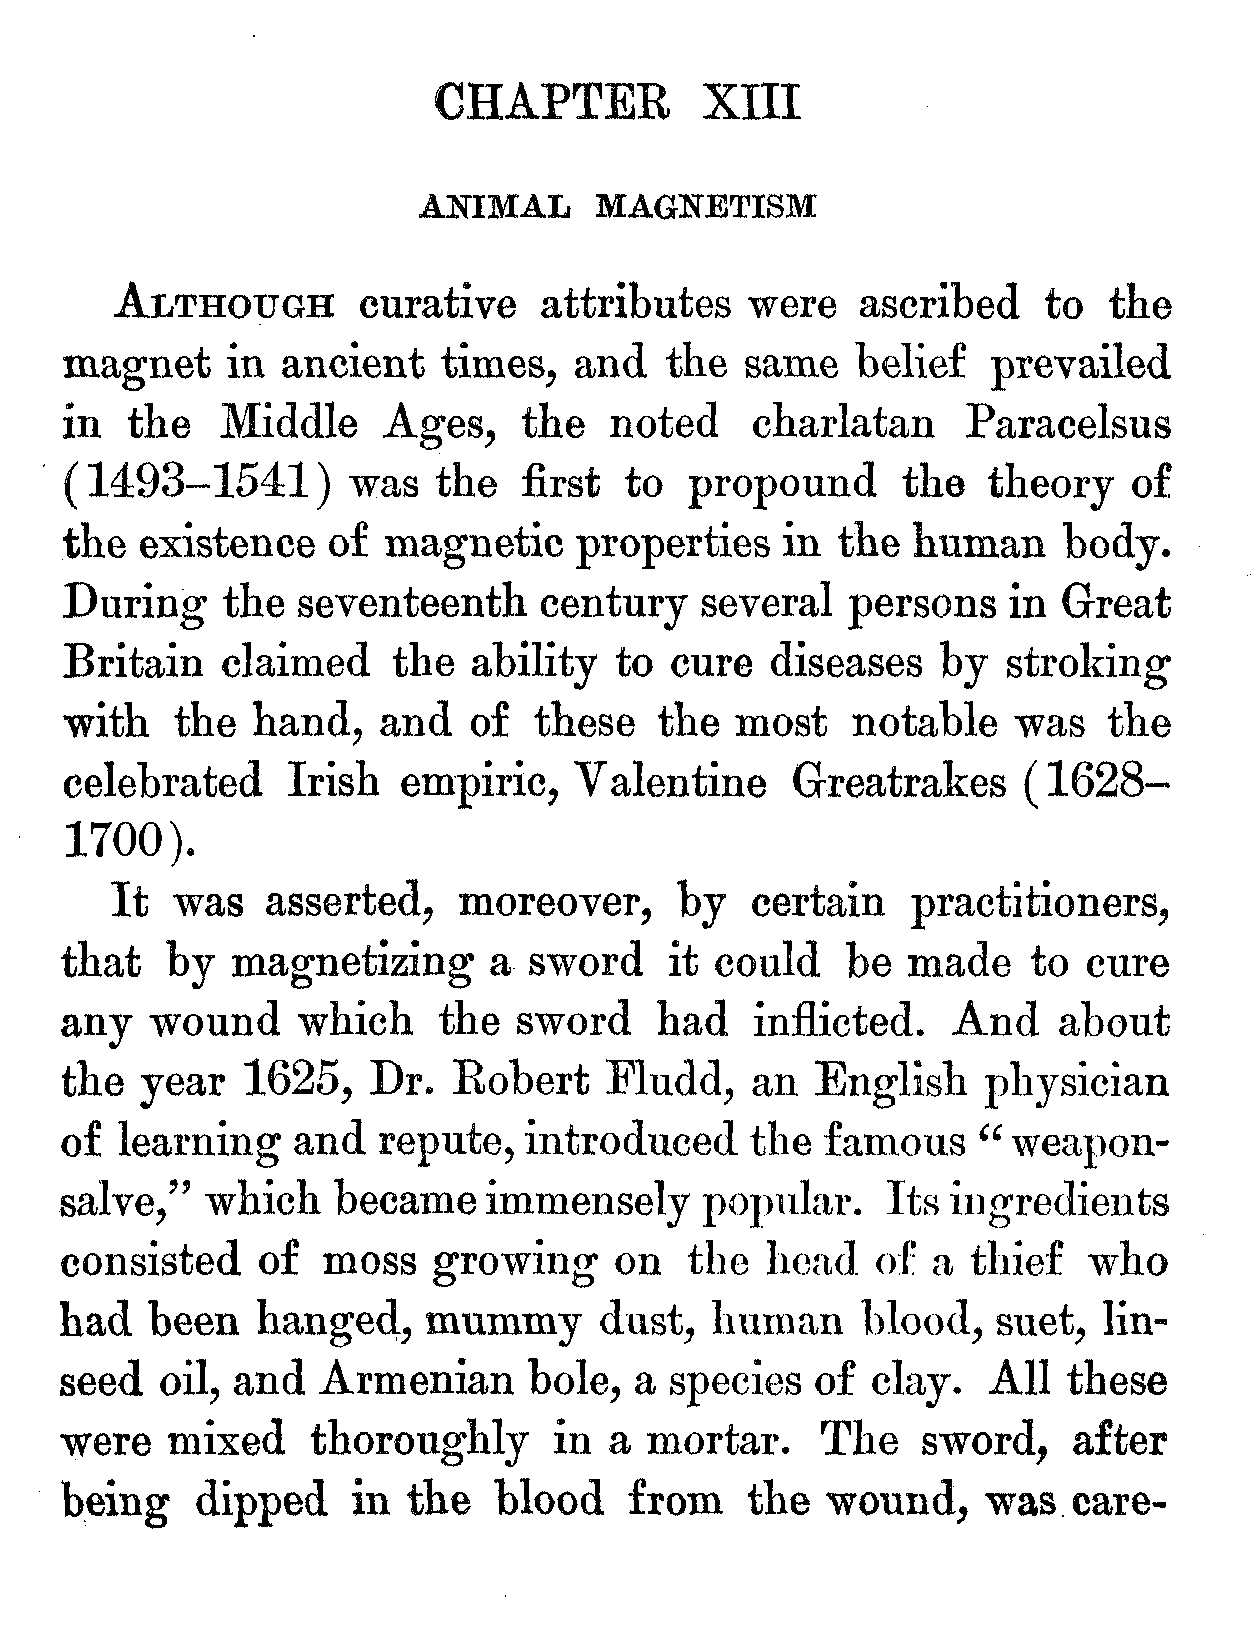 CHAPTER XIII
ANIMAL MAGNETISM
ALTHOUGH curative attributes were ascribed to the
magnet in ancient times, and the same belief prevailed
in the Middle Ages, the noted charlatan Paracelsus
(1493–1541) was the first to propound the theory of
the existence of magnetic properties in the human body.
During the seventeenth century several persons in Great
Britain claimed the ability to cure diseases by stroking
with the hand, and of these the most notable was the
celebrated Irish empiric, Valentine Greatrakes (1628–
1700).
It was asserted, moreover, by certain practitioners,
that by magnetizing a sword it could be made to cure
any wound which the sword had inflicted. And about
the year 1625, Dr. Robert Fludd, an English physician
of learning and repute, introduced the famous “weapon-
salve,” which became immensely popular. Its ingredients
consisted of moss growing on the head of a thief who
had been hanged, mummy dust, human blood, suet, lin-
seed oil, and Armenian bole, a species of clay. All these
were mixed thoroughly in a mortar. The sword, after
being dipped in the blood from the wound, was care-